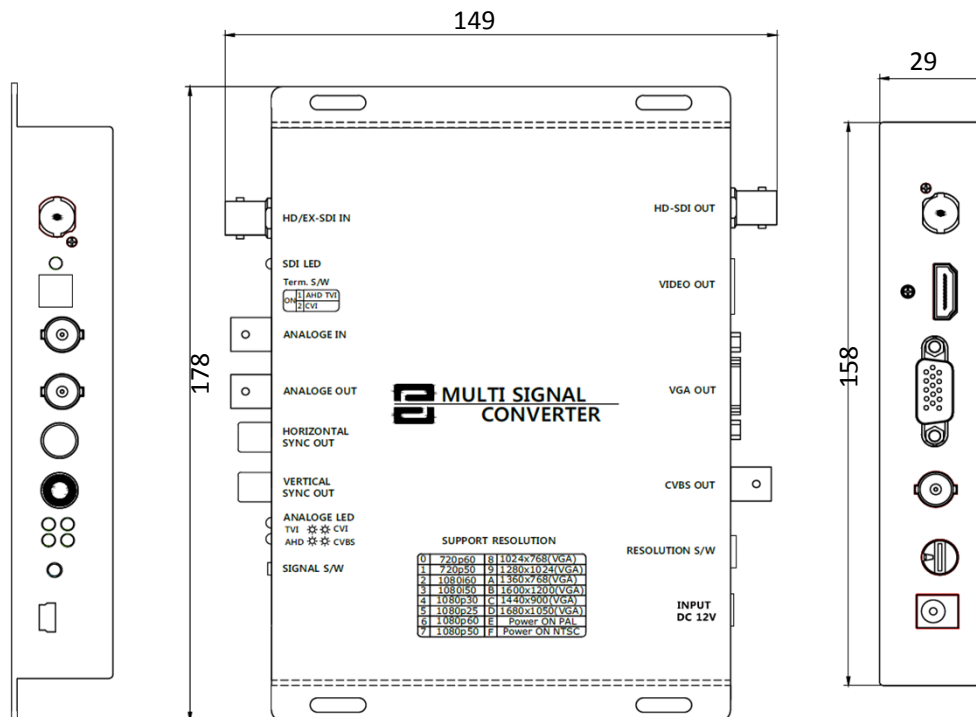 149
29
178
158
HD/EX-SDI IN
SDI LED
Term. S/W
ON 1 AHD TVI
2 CVI
ANALOGE IN
ANALOGE OUT
HORIZONTAL
SYNC OUT
VERTICAL
SYNC OUT
ANALOGE LED
TVI CVI
AHD CVBS
SIGNAL S/W
MULTI SIGNAL
CONVERTER
HD-SDI OUT
VIDEO OUT
VGA OUT
CVBS OUT
RESOLUTION S/W
INPUT
DC 12V
SUPPORT RESOLUTION
0 720p60 8 1024x768(VGA)
1 720p50 9 1280x1024(VGA)
2 1080I60 A 1360x768(VGA)
3 1080I50 B 1600x1200(VGA)
4 1080p30 C 1440x900(VGA)
5 1080p25 D 1680x1050(VGA)
6 1080p60 E Power ON PAL
7 1080p50 F Power ON NTSC